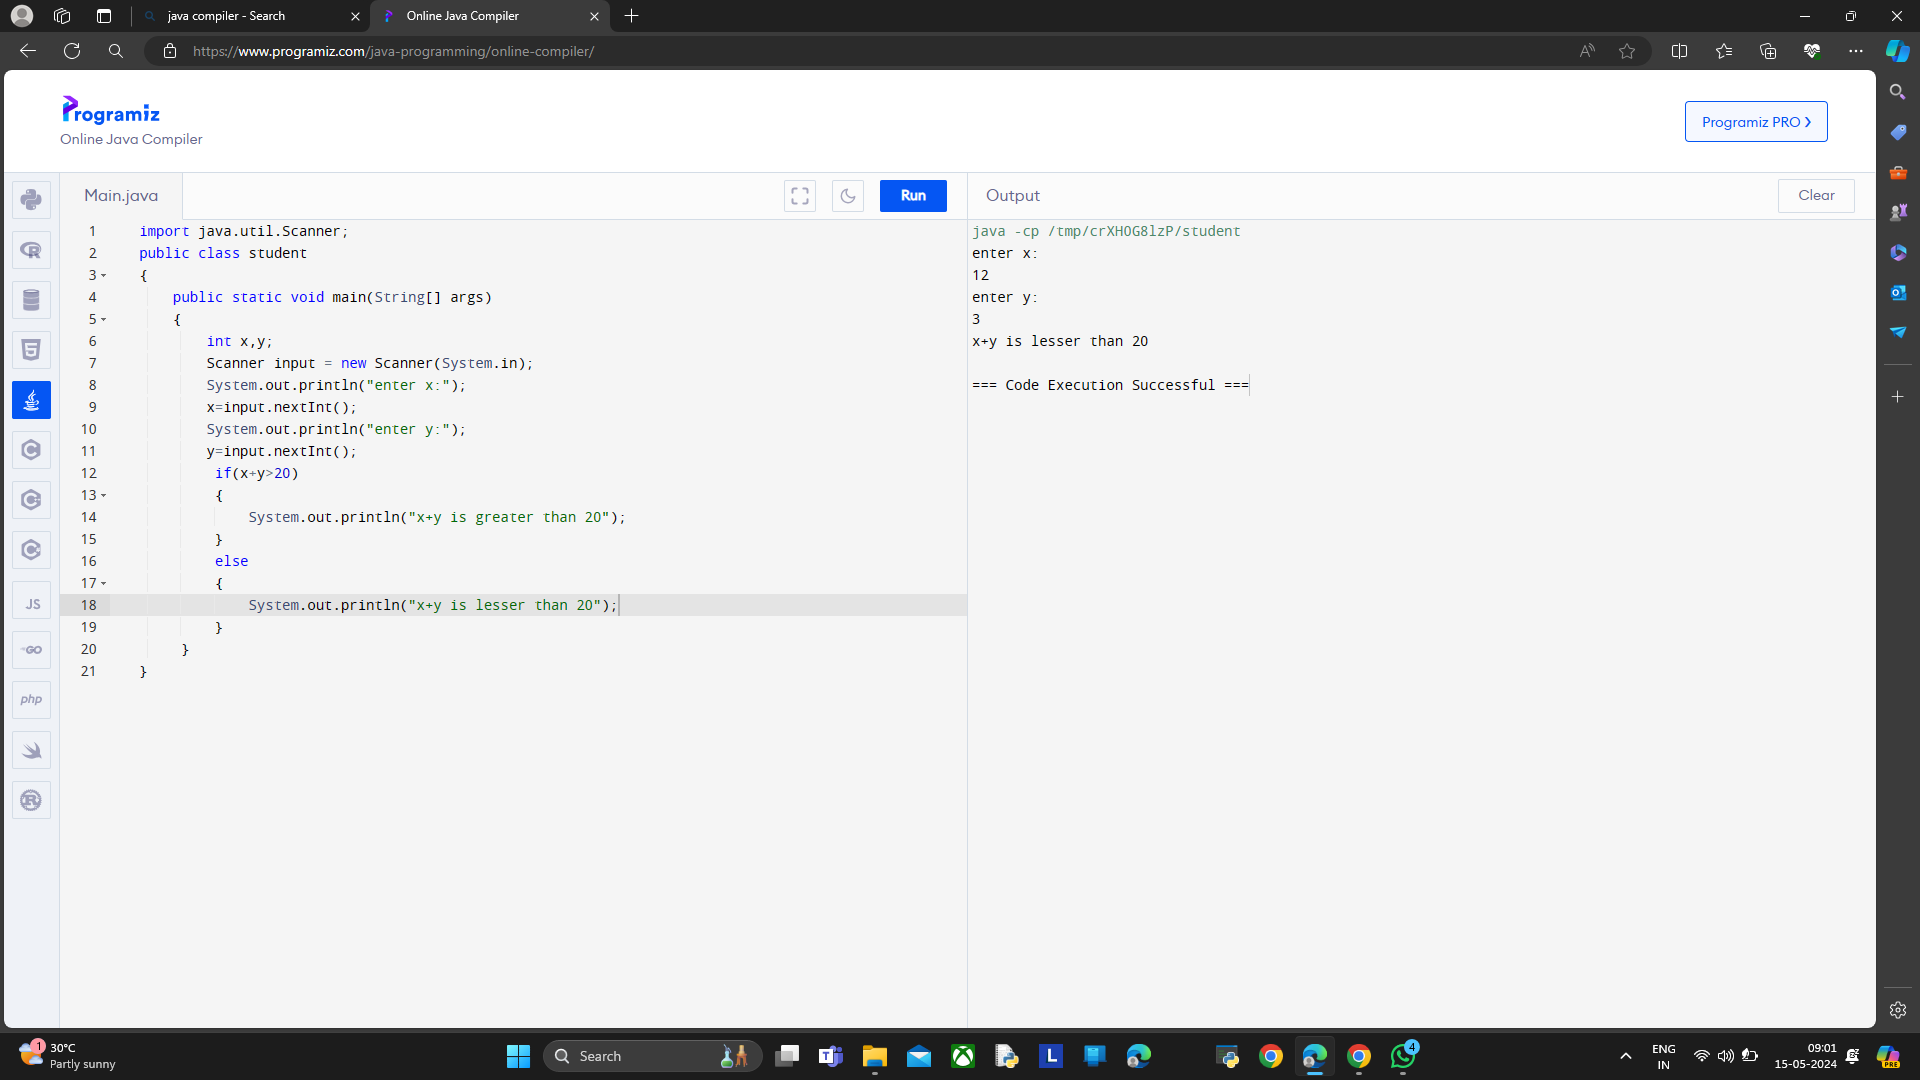 java compiler - Search
Online Java Compiler
https://www.programiz.com/java-programming/online-compiler/
Programiz
Online Java Compiler
Programiz PRO
Main.java
Run
Output
Clear
1 import java.util.Scanner;
2 public class student
3 {
4 public static void main(String[] args)
5 {
6 int x,y;
7 Scanner input = new Scanner(System.in);
8 System.out.println("enter x:");
9 x=input.nextInt();
10 System.out.println("enter y:");
11 y=input.nextInt();
12 if(x+y>20)
13 {
14 System.out.println("x+y is greater than 20");
15 }
16 else
17 {
18 System.out.println("x+y is lesser than 20");
19 }
20 }
21 }
java -cp /tmp/crXHOG8lzP/student
enter x:
12
enter y:
3
x+y is lesser than 20
=== Code Execution Successful ===
JS
GO
php
1
30°C
Partly sunny
Search
L
4
ENG
IN
09:01
15-05-2024
PRE